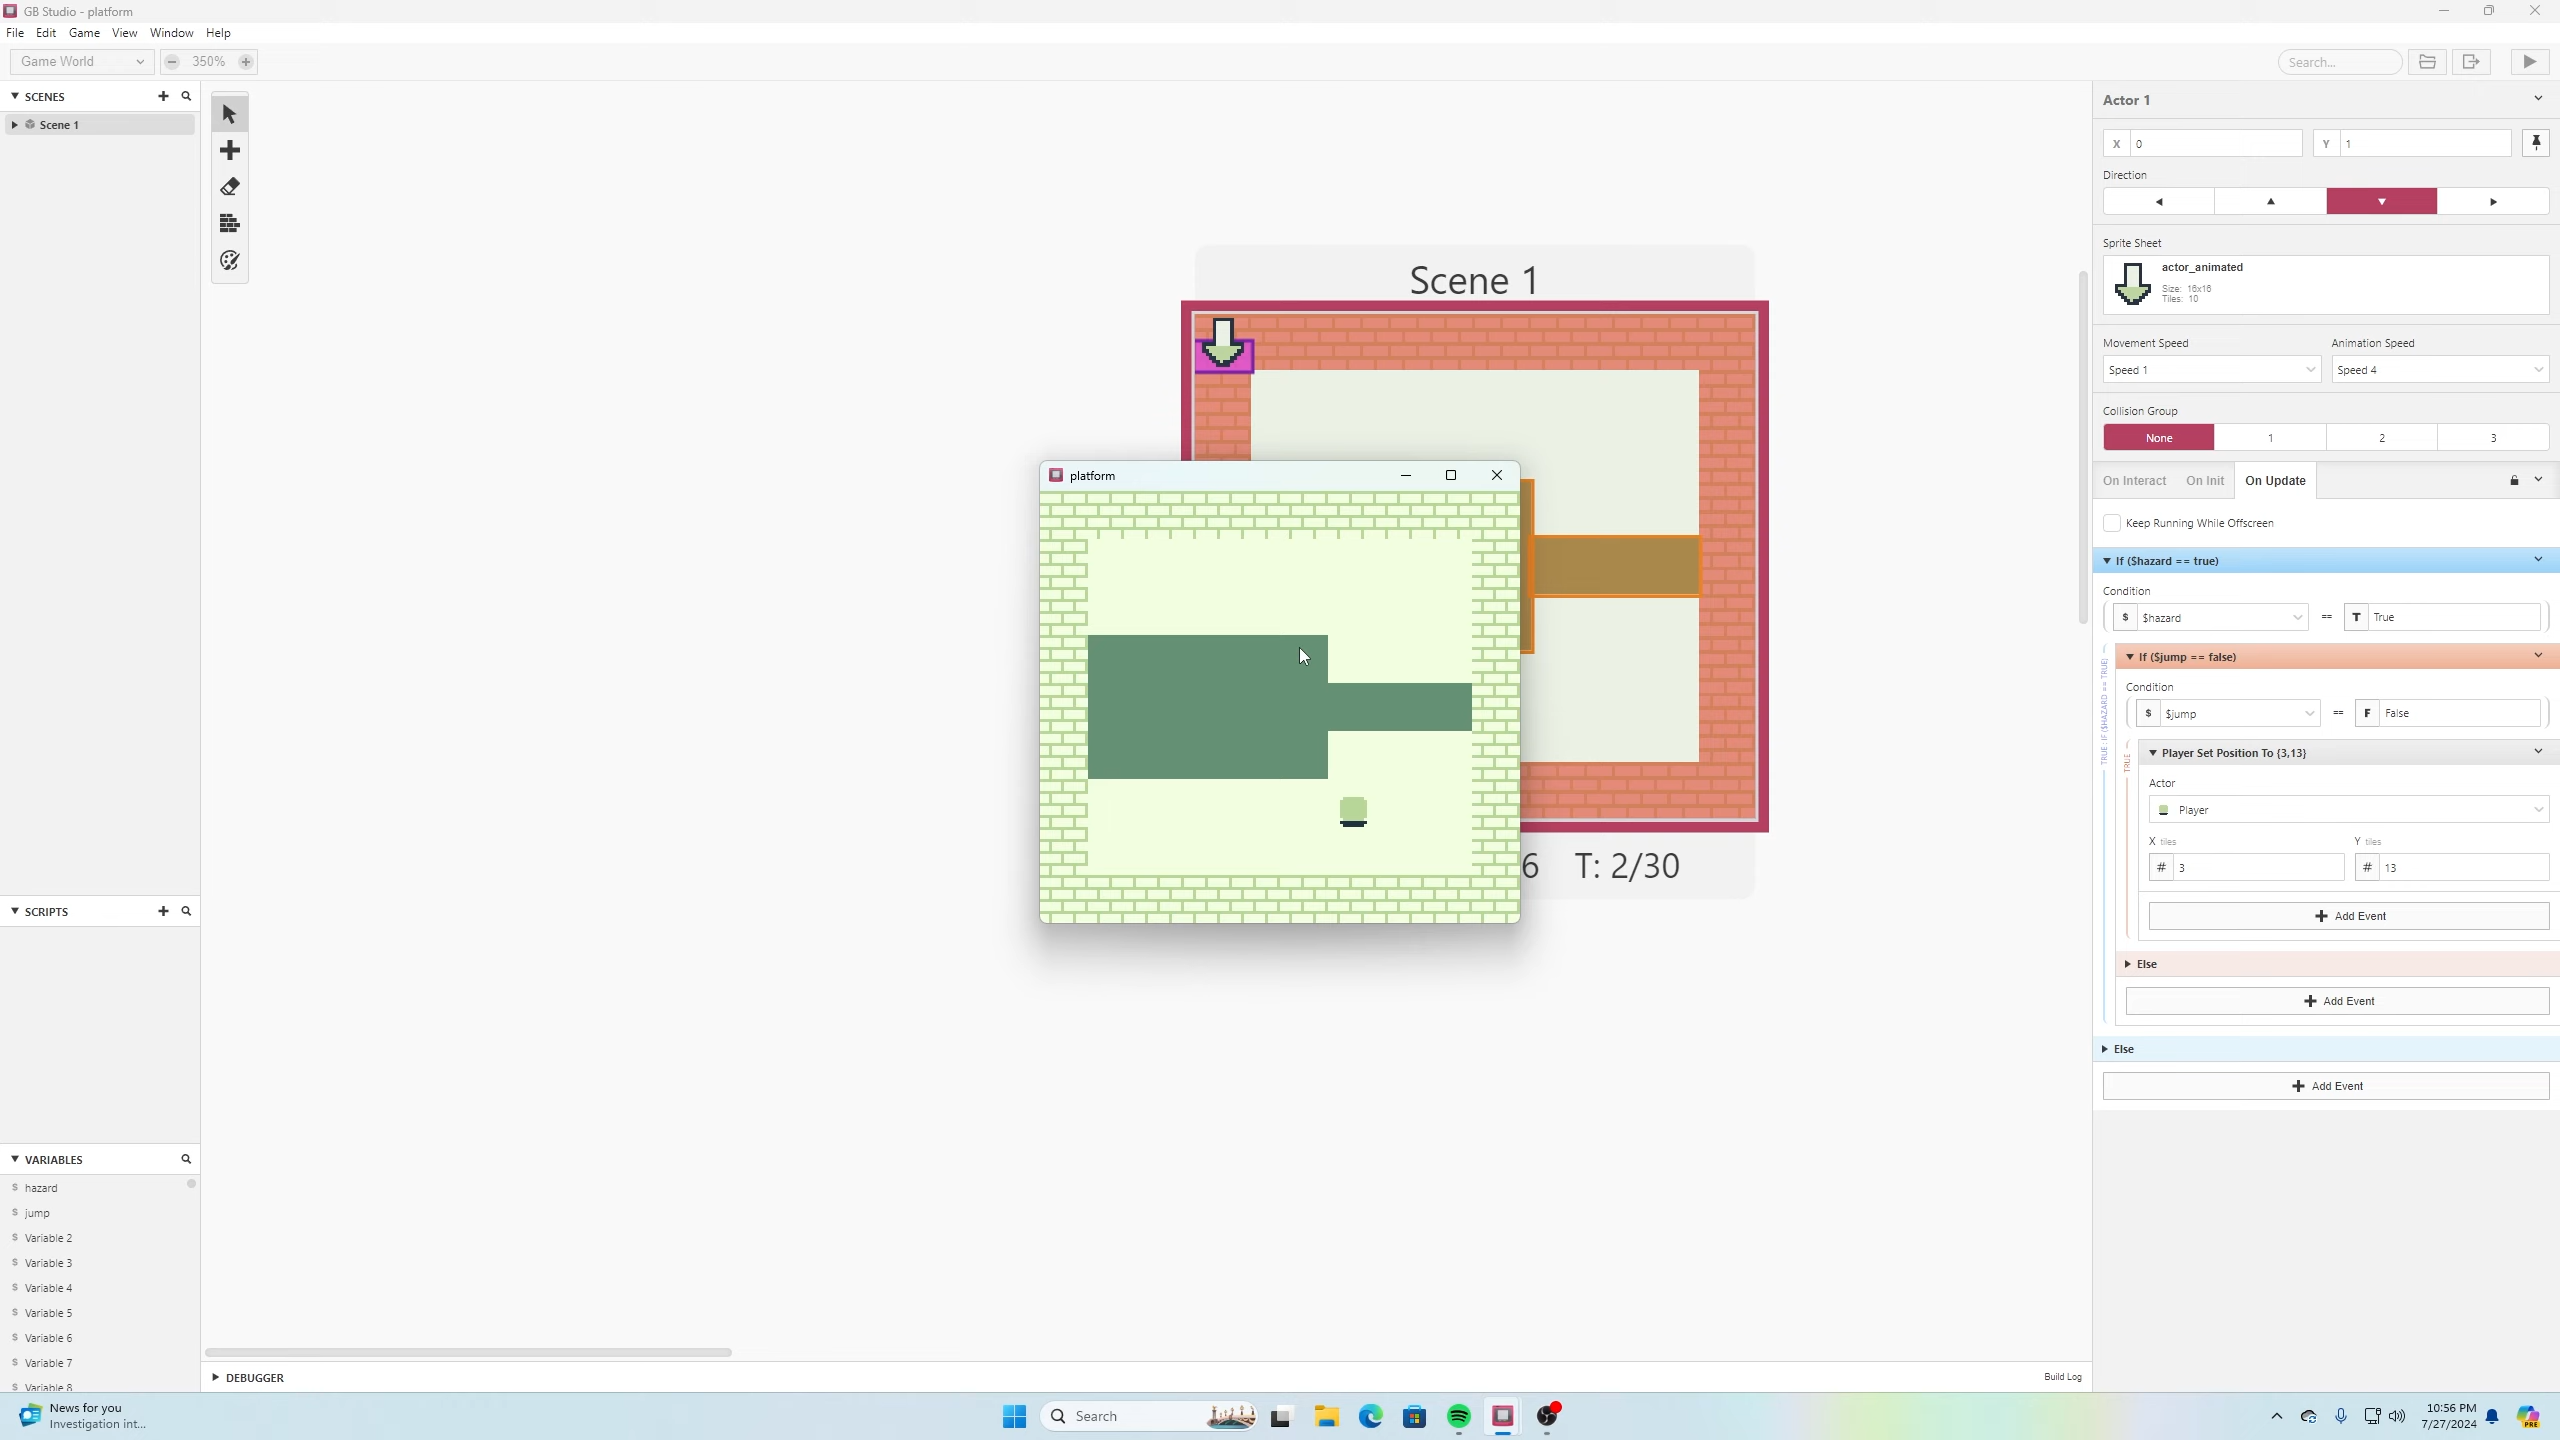 GB Studio - platform
File Edit Game View Window Help
Game World
350%
Search...
SCENES
Scene 1
SCRIPTS
VARIABLES
hazard
jump
Variable 2
Variable 3
Variable 4
Variable 5
Variable 6
Variable 7
Variable 8
Scene 1
platform
6 T: 2/30
DEBUGGER
Build Log
Actor 1
X 0 Y 1
Direction
Sprite Sheet
actor_animated
Size: 16x16
Tiles: 10
Movement Speed Animation Speed
Speed 1 Speed 4
Collision Group
None 1 2 3
On Interact On Init On Update
Keep Running While Offscreen
If ($hazard == true)
Condition
$ $hazard == T True
TRUE: IF ($HAZARD == TRUE)
If ($jump == false)
Condition
$ $jump == F False
TRUE
Player Set Position To {3,13}
Actor
Player
X tiles Y tiles
# 3 # 13
Add Event
Else
Add Event
Else
Add Event
News for you
Investigation int...
Search
10:56 PM
7/27/2024
PRE